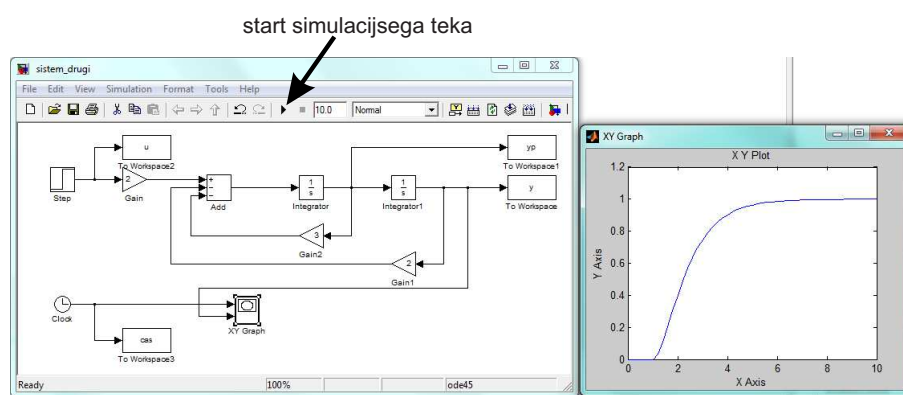 start simulacijsega teka
sistem_drugi
File Edit View Simulation Format Tools Help
10.0 Normal
u
To Workspace2
yp
To Workspace1
Step
2
Gain
+
−
−
Add
1
s
Integrator
1
s
Integrator1
y
To Workspace
3
Gain2
2
Gain1
Clock
XY Graph
cas
To Workspace3
Ready 100% ode45
XY Graph
X Y Plot
1.2
1
0.8
0.6
0.4
0.2
0
Y Axis
0 2 4 6 8 10
X Axis